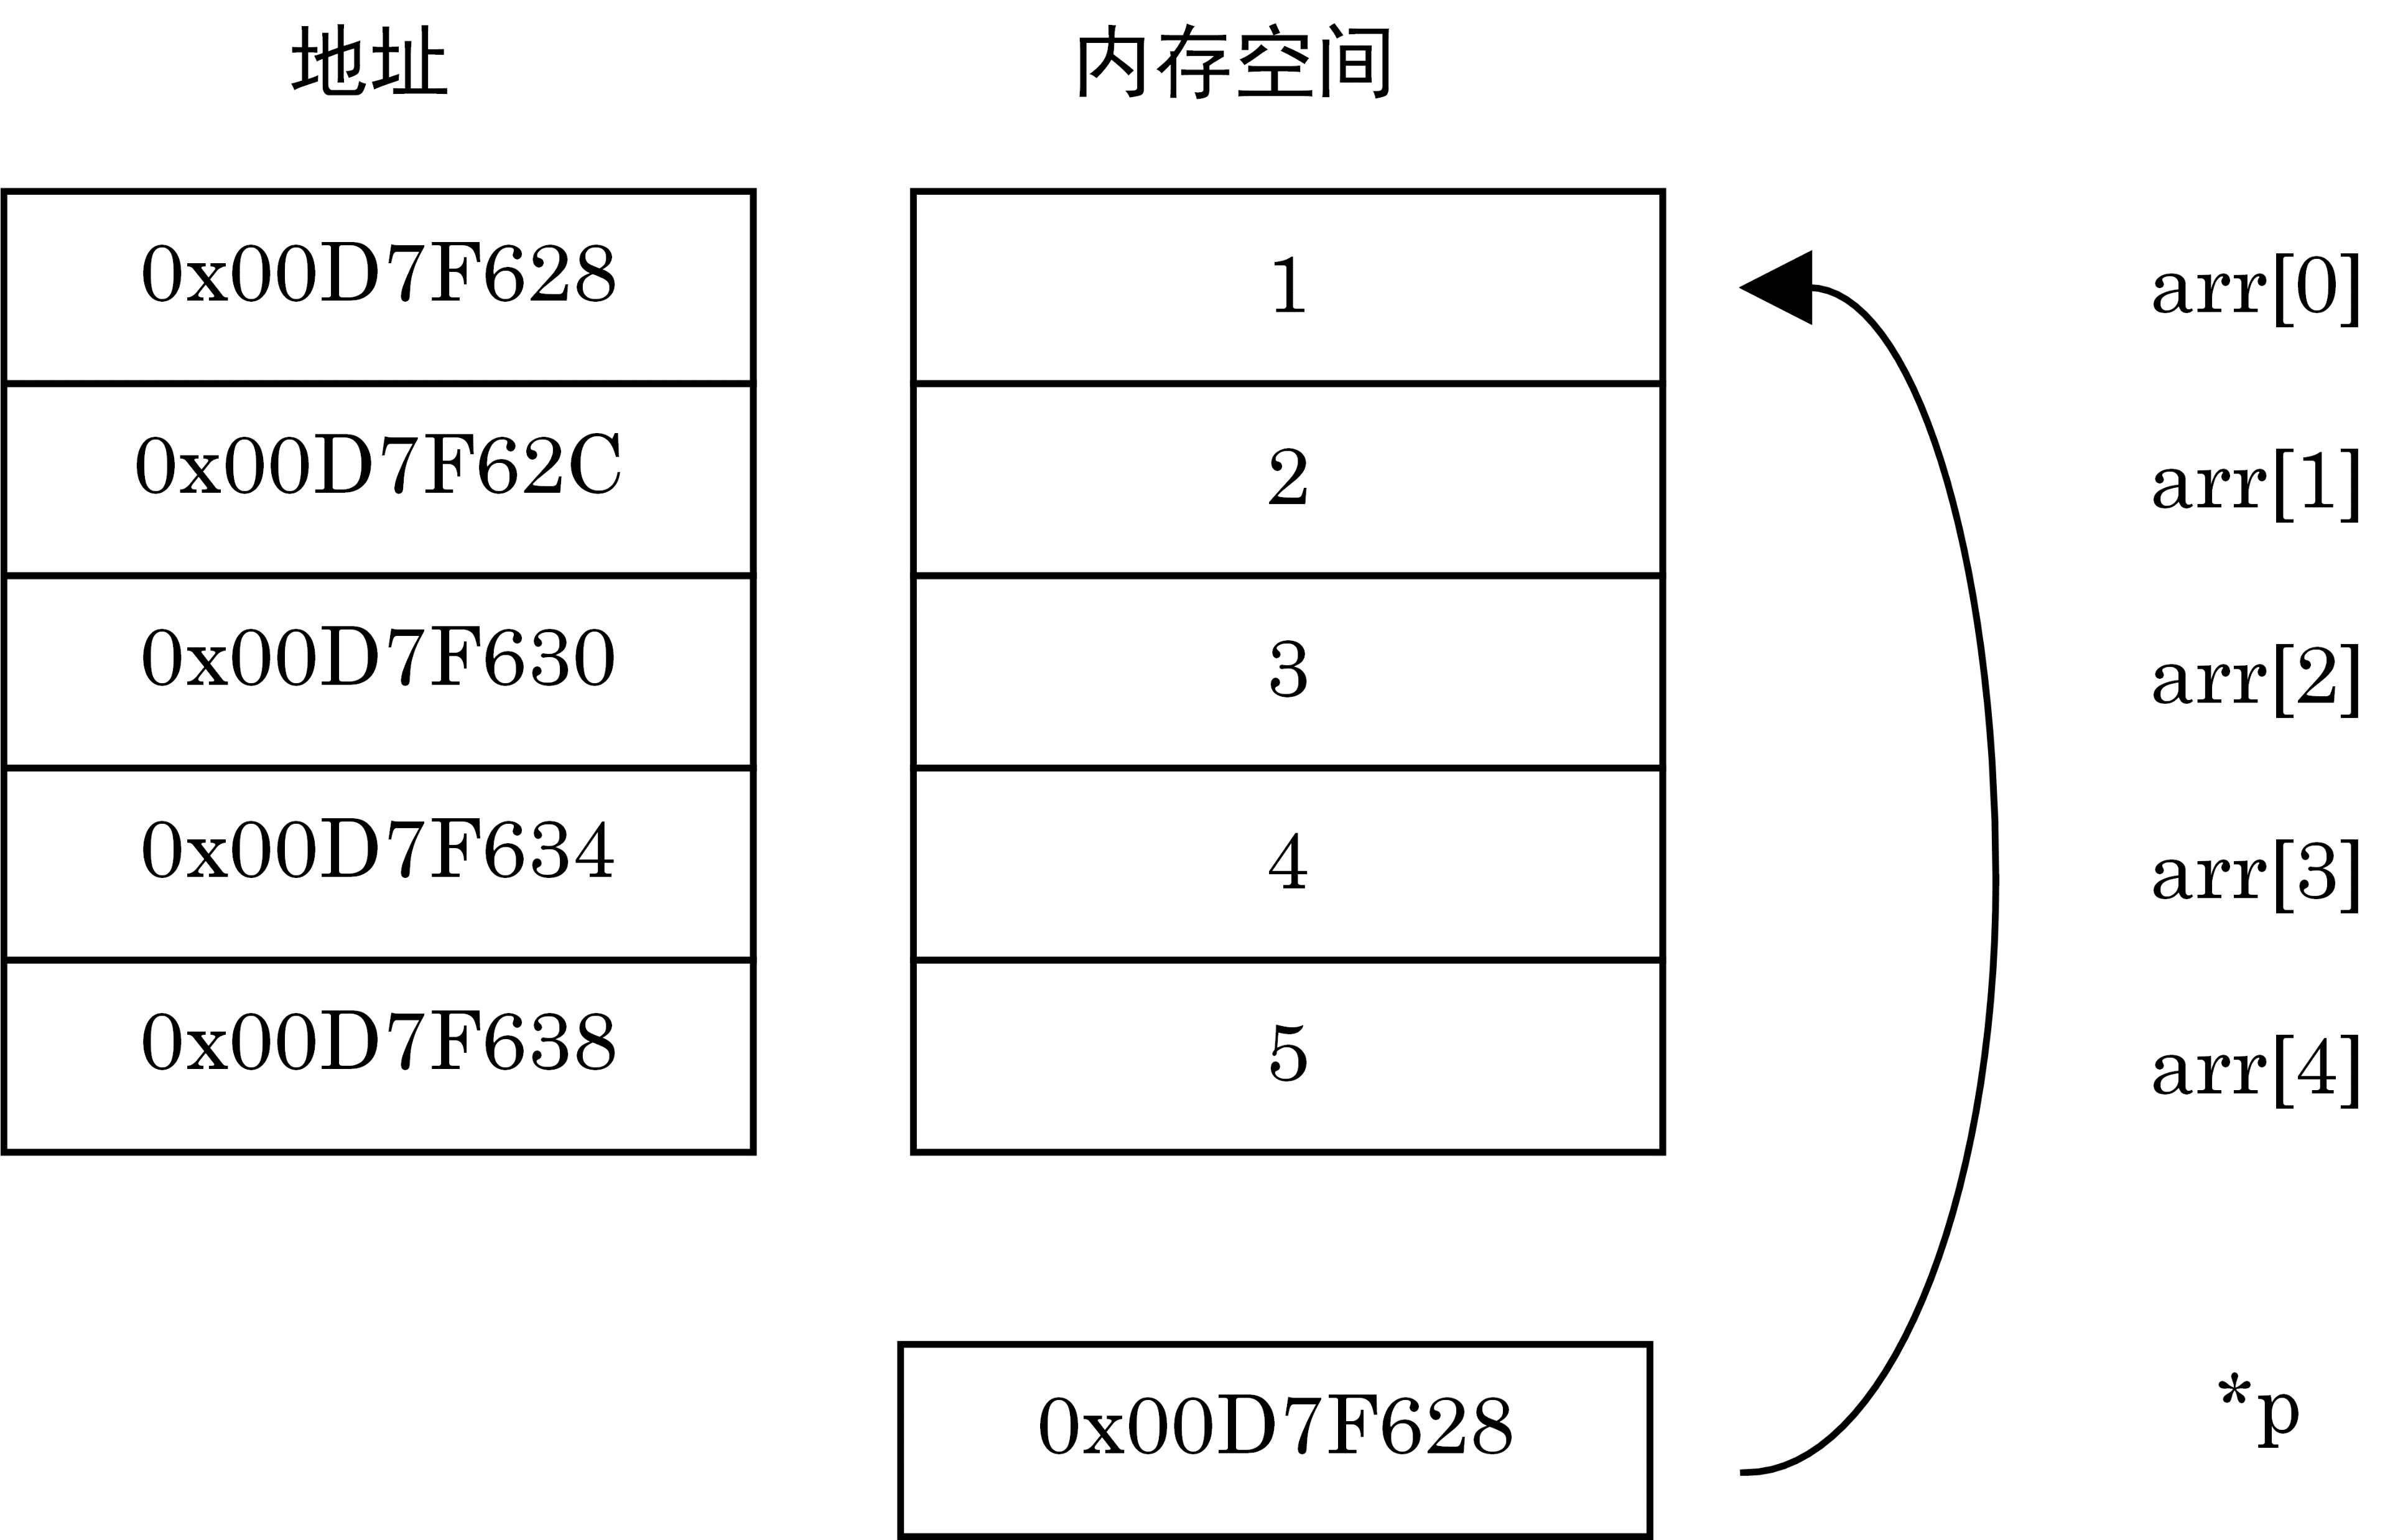 地址 内存空间
0x00D7F628 1 arr[0]
0x00D7F62C 2 arr[1]
0x00D7F630 3 arr[2]
0x00D7F634 4 arr[3]
0x00D7F638 5 arr[4]
0x00D7F628 *p